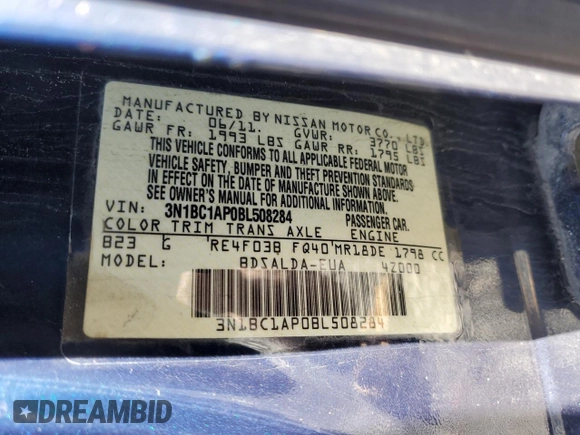 MANUFACTURED BY NISSAN MOTOR CO., LTD.
DATE: 06/11. GVWR: 3770 LBS
GAWR FR: 1993 LBS GAWR RR: 1795 LBS
THIS VEHICLE CONFORMS TO ALL APPLICABLE FEDERAL MOTOR
VEHICLE SAFETY, BUMPER AND THEFT PREVENTION STANDARDS
IN EFFECT ON THE DATE OF MANUFACTURE SHOWN ABOVE.
SEE OWNER'S MANUAL FOR ADDITIONAL INFORMATION.
VIN: 3N1BC1AP0BL508284 PASSENGER CAR.
COLOR TRIM TRANS AXLE ENGINE
B23 G RE4F03B FQ40 MR18DE 1798 CC
BDSALDA-EUA 4Z000
3N1BC1AP0BL508284
DREAMBID